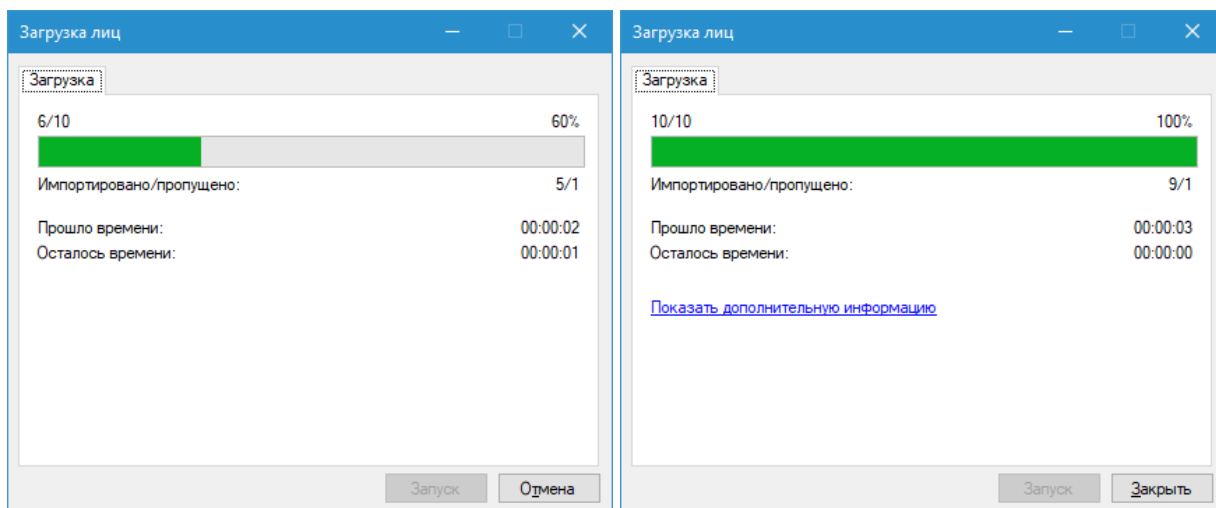 Загрузка лиц
Загрузка
6/10 60%
Импортировано/пропущено: 5/1
Прошло времени: 00:00:02
Осталось времени: 00:00:01
Запуск Отмена
Загрузка лиц
Загрузка
10/10 100%
Импортировано/пропущено: 9/1
Прошло времени: 00:00:03
Осталось времени: 00:00:00
Показать дополнительную информацию
Запуск Закрыть